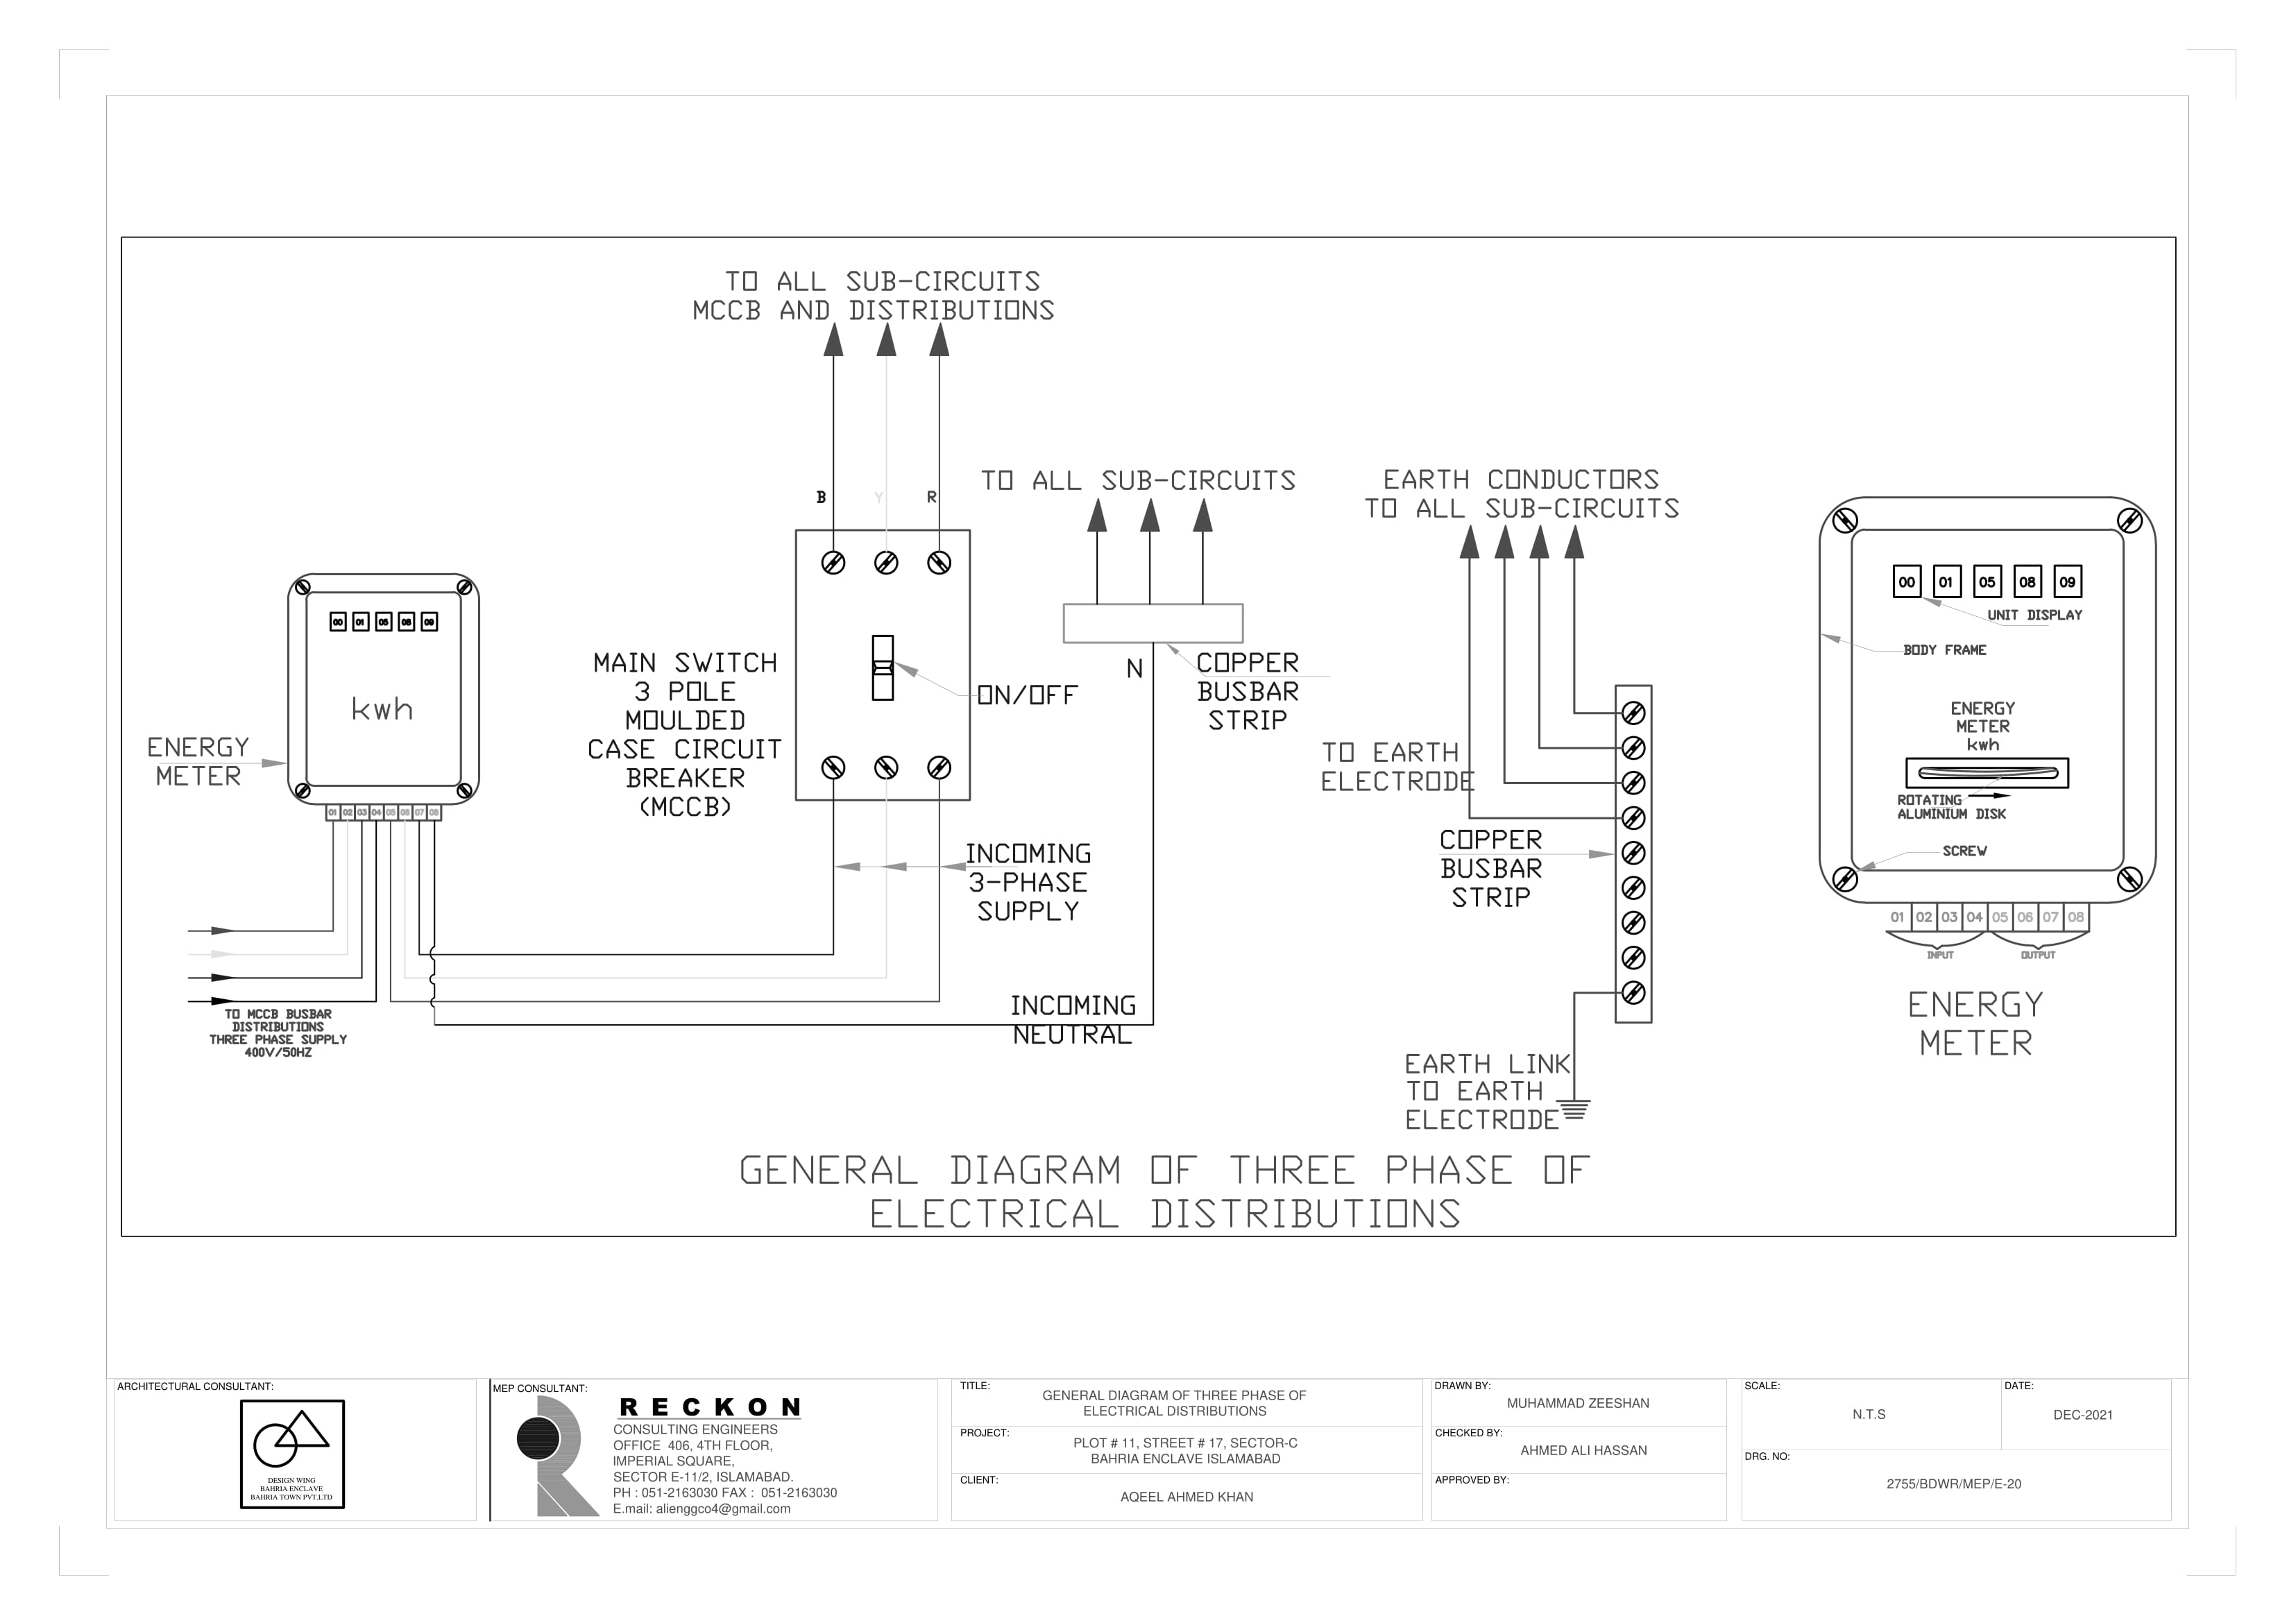 TO ALL SUB-CIRCUITS
MCCB AND DISTRIBUTIONS
B Y R
TO ALL SUB-CIRCUITS
EARTH CONDUCTORS
TO ALL SUB-CIRCUITS
00 01 05 08 09
kwh
ENERGY
METER
01 02 03 04 05 06 07 08
TO MCCB BUSBAR
DISTRIBUTIONS
THREE PHASE SUPPLY
400V/50HZ
MAIN SWITCH
3 POLE
MOULDED
CASE CIRCUIT
BREAKER
(MCCB)
ON/OFF
INCOMING
3-PHASE
SUPPLY
N
COPPER
BUSBAR
STRIP
INCOMING
NEUTRAL
TO EARTH
ELECTRODE
COPPER
BUSBAR
STRIP
EARTH LINK
TO EARTH
ELECTRODE
00 01 05 08 09
UNIT DISPLAY
BODY FRAME
ENERGY
METER
kwh
ROTATING
ALUMINIUM DISK
SCREW
01 02 03 04 05 06 07 08
INPUT OUTPUT
ENERGY
METER
GENERAL DIAGRAM OF THREE PHASE OF
ELECTRICAL DISTRIBUTIONS
ARCHITECTURAL CONSULTANT:
DESIGN WING
BAHRIA ENCLAVE
BAHRIA TOWN PVT.LTD
MEP CONSULTANT:
RECKON
CONSULTING ENGINEERS
OFFICE 406, 4TH FLOOR,
IMPERIAL SQUARE,
SECTOR E-11/2, ISLAMABAD.
PH : 051-2163030 FAX : 051-2163030
E.mail: alienggco4@gmail.com
TITLE:
GENERAL DIAGRAM OF THREE PHASE OF
ELECTRICAL DISTRIBUTIONS
PROJECT:
PLOT # 11, STREET # 17, SECTOR-C
BAHRIA ENCLAVE ISLAMABAD
CLIENT:
AQEEL AHMED KHAN
DRAWN BY:
MUHAMMAD ZEESHAN
CHECKED BY:
AHMED ALI HASSAN
APPROVED BY:
SCALE:
N.T.S
DATE:
DEC-2021
DRG. NO:
2755/BDWR/MEP/E-20